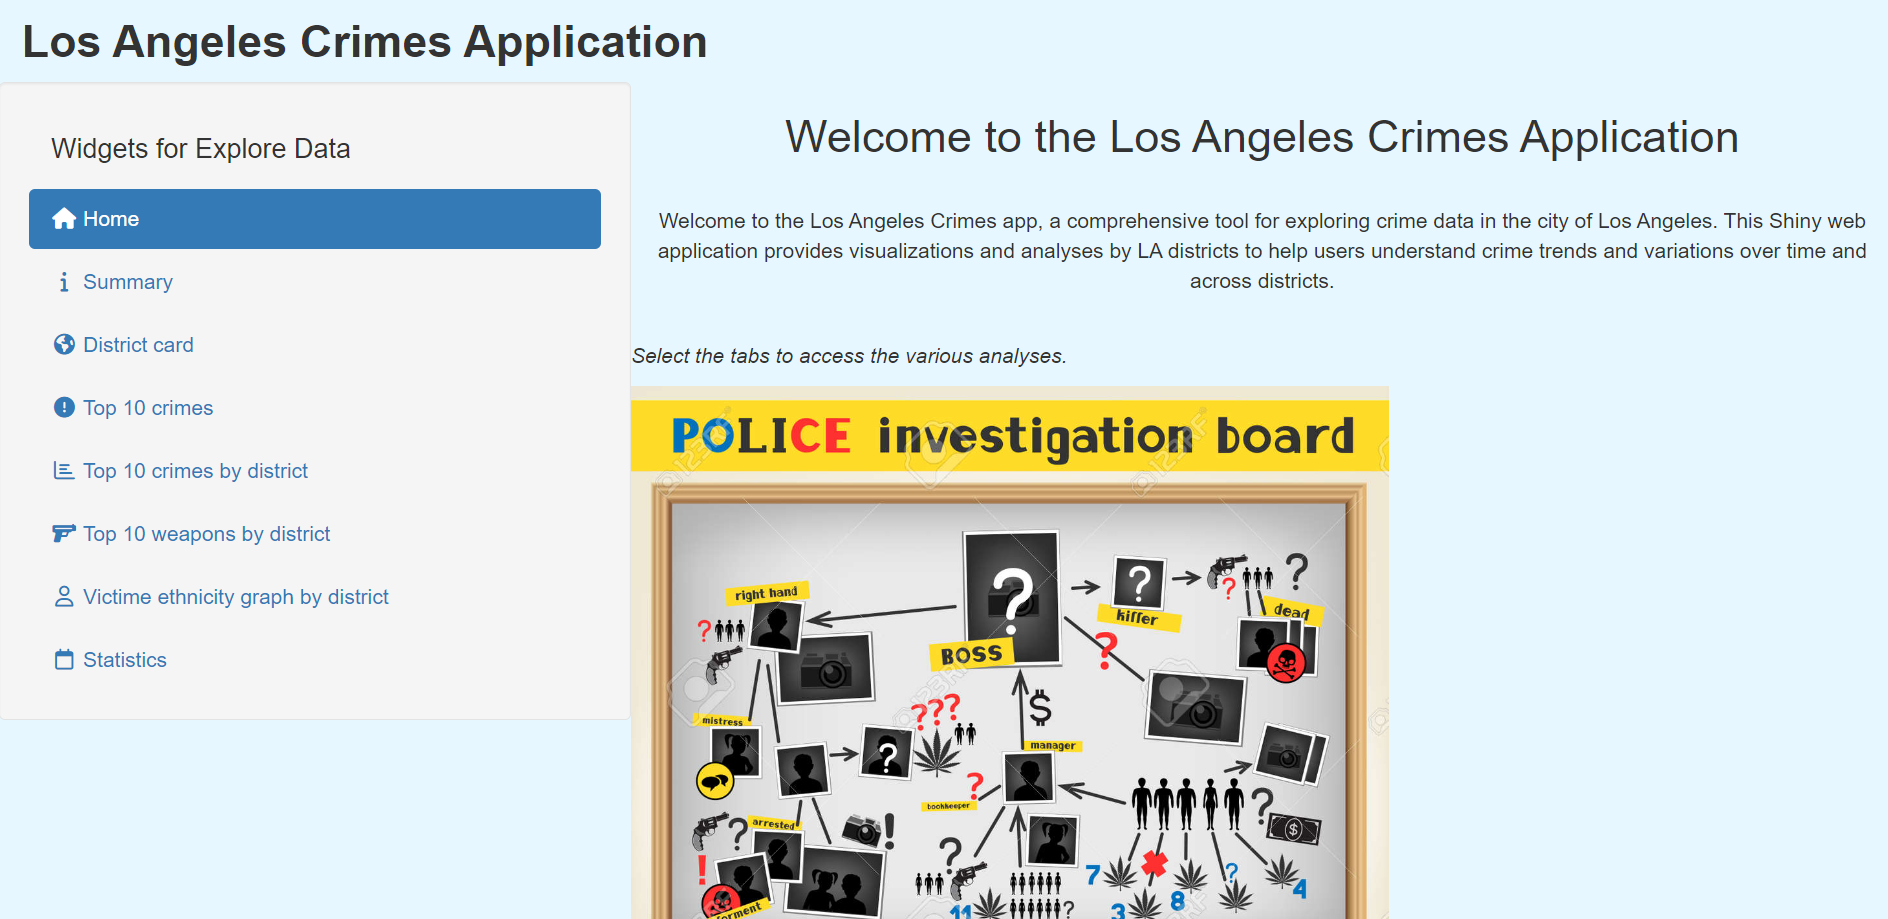 Los Angeles Crimes Application
Widgets for Explore Data
Home
Summary
District card
Top 10 crimes
Top 10 crimes by district
Top 10 weapons by district
Victime ethnicity graph by district
Statistics
Welcome to the Los Angeles Crimes Application
Welcome to the Los Angeles Crimes app, a comprehensive tool for exploring crime data in the city of Los Angeles. This Shiny web
application provides visualizations and analyses by LA districts to help users understand crime trends and variations over time and
across districts.
Select the tabs to access the various analyses.
POLICE investigation board
right hand
?
BOSS
?
killer
?
?
dead
?
?
mistress
?
???
$
manager
?
bookkeeper
?
$
?
arrested
!
!
?
7
?
8
4
3
11
?